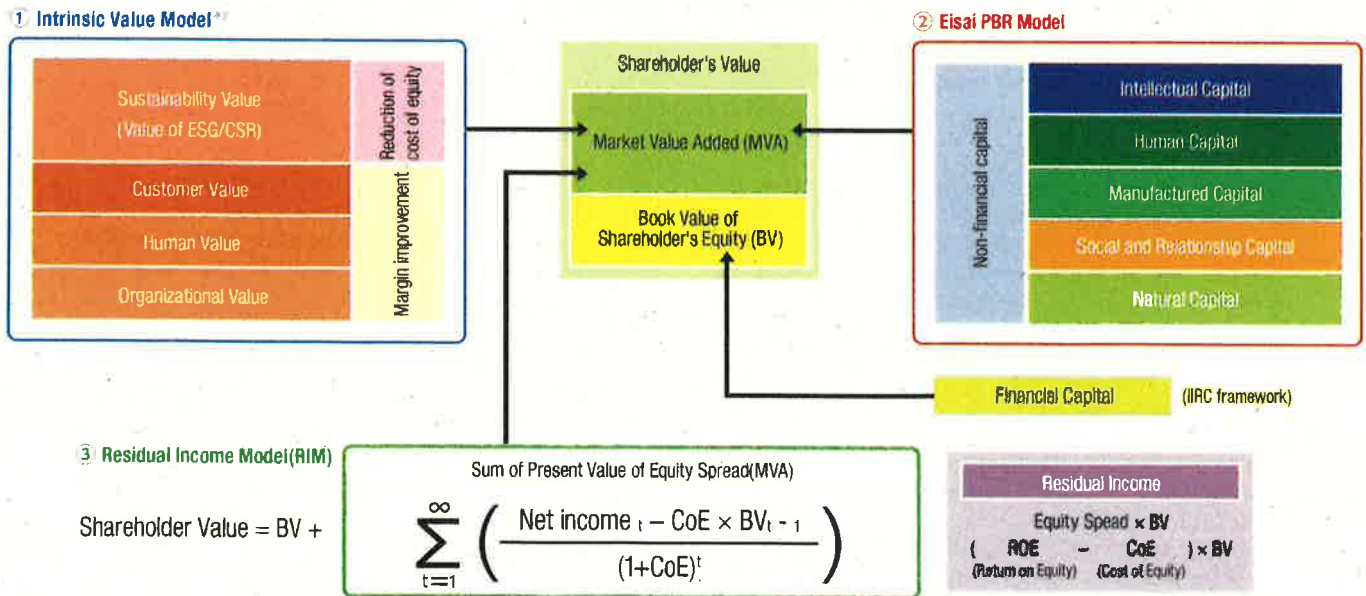 ① Intrinsic Value Model*⁷
Sustainability Value
(Value of ESG/CSR)
Customer Value
Human Value
Organizational Value
Reduction of
cost of equity
Margin improvement
Shareholder's Value
Market Value Added (MVA)
Book Value of
Shareholder's Equity (BV)
② Eisai PBR Model
Non-financial capital
Intellectual Capital
Human Capital
Manufactured Capital
Social and Relationship Capital
Natural Capital
Financial Capital (IIRC framework)
③ Residual Income Model(RIM)
Shareholder Value = BV +
Sum of Present Value of Equity Spread(MVA)
∞
∑ ( Net income t – CoE × BVt - 1
(1+CoE)t )
t=1
Residual Income
Equity Spead × BV
( ROE – CoE ) × BV
(Return on Equity) (Cost of Equity)